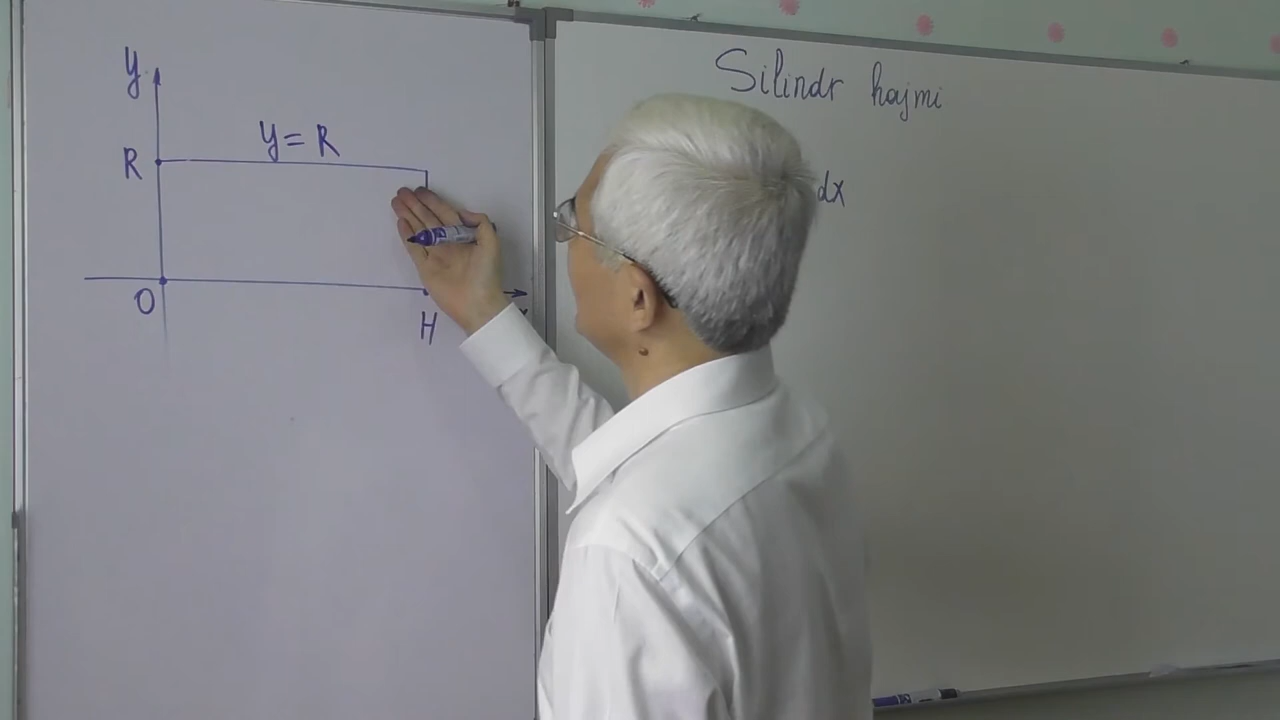 y
y = R
R
O
H
Silindr hajmi
dx